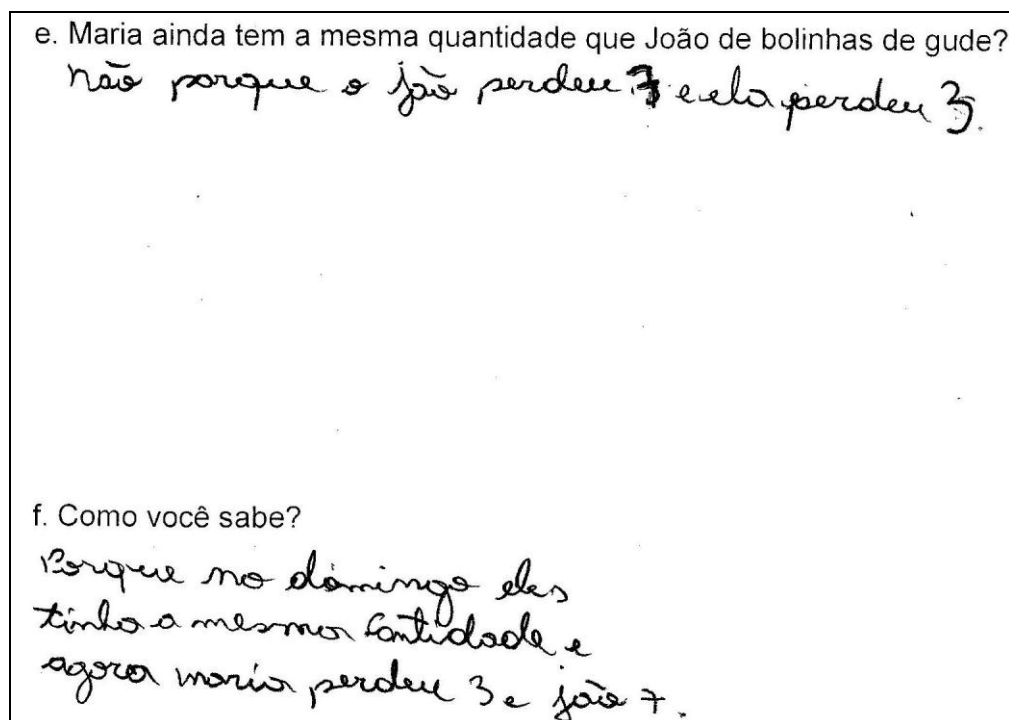 e. Maria ainda tem a mesma quantidade que João de bolinhas de gude?
não porque o joão perdeu 7 e ela perdeu 3.
f. Como você sabe?
Porque no domingo eles
tinha a mesma cantidade e
agora maria perdeu 3 e joão 7.